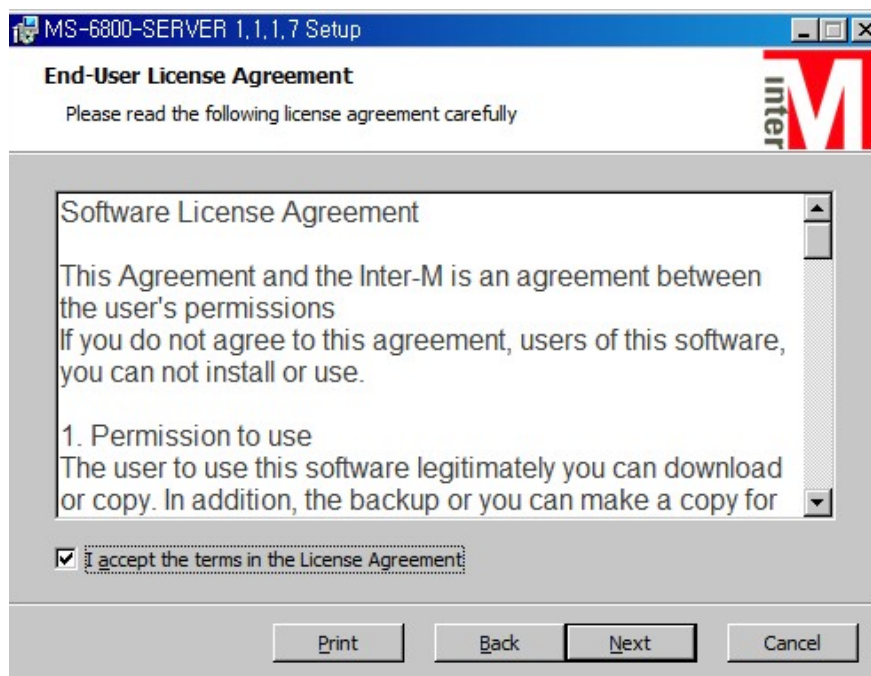 MS-6800-SERVER 1,1,1,7 Setup
End-User License Agreement
Please read the following license agreement carefully
inter M
Software License Agreement
This Agreement and the Inter-M is an agreement between
the user's permissions
If you do not agree to this agreement, users of this software,
you can not install or use.
1. Permission to use
The user to use this software legitimately you can download
or copy. In addition, the backup or you can make a copy for
I accept the terms in the License Agreement
Print Back Next Cancel